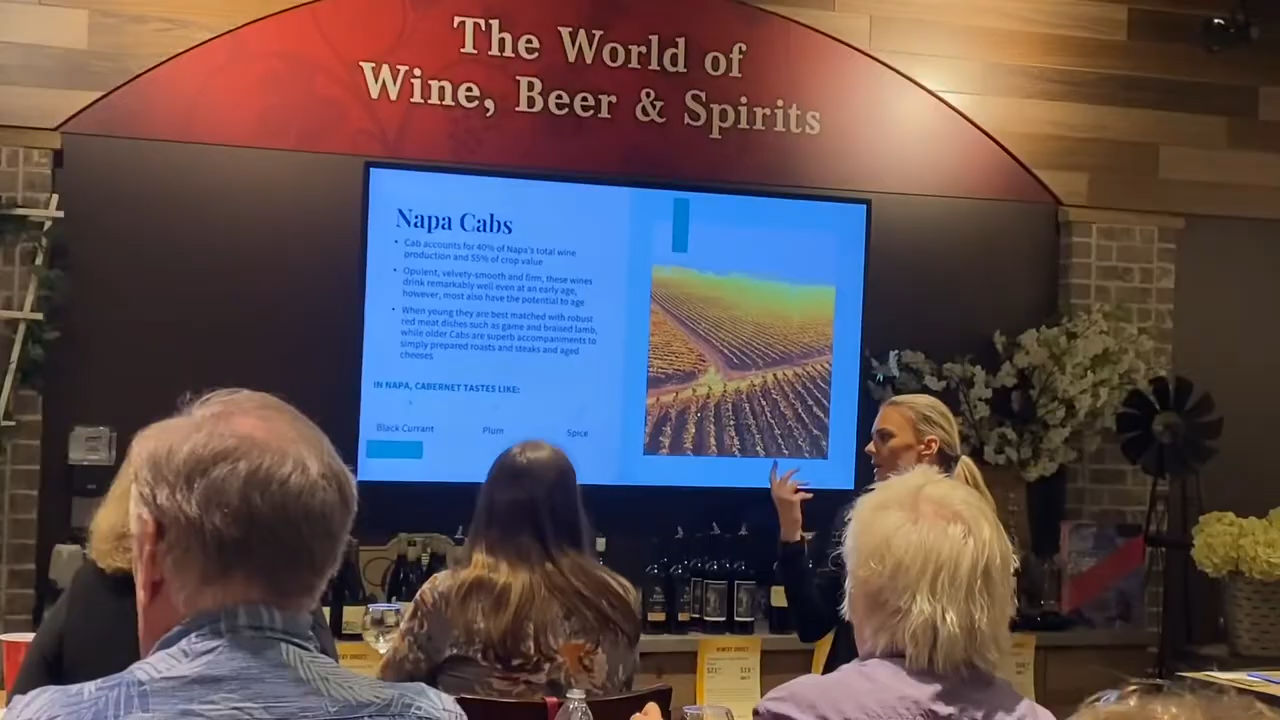 The World of
Wine, Beer & Spirits
Napa Cabs
• Cab accounts for 40% of Napa's total wine
production and 55% of crop value
• Opulent, velvety-smooth and firm, these wines
drink remarkably well even at an early age,
however, most also have the potential to age
• When young they are best matched with robust
red meat dishes such as game and braised lamb,
while older Cabs are superb accompaniments to
simply prepared roasts and steaks and aged
cheeses
IN NAPA, CABERNET TASTES LIKE:
Black Currant
Plum
Spice
WINERY DIRECT
WINERY DIRECT